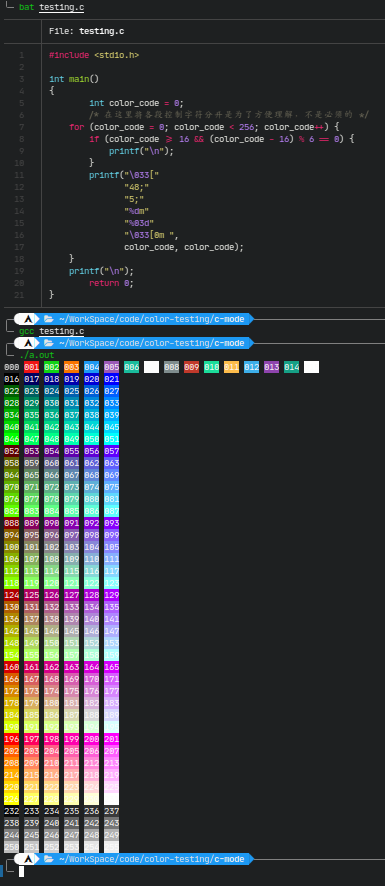 bat testing.c
File: testing.c
1 #include <stdio.h>
2
3 int main()
4 {
5 int color_code = 0;
6 /* 在这里将各段控制字符分开是为了方便理解，不是必须的 */
7 for (color_code = 0; color_code < 256; color_code++) {
8 if (color_code >= 16 && (color_code - 16) % 6 == 0) {
9 printf("\n");
10 }
11 printf("\033["
12 "48;"
13 "5;"
14 "%dm"
15 "%03d"
16 "\033[0m ",
17 color_code, color_code);
18 }
19 printf("\n");
20 return 0;
21 }
~/WorkSpace/code/color-testing/c-mode
gcc testing.c
~/WorkSpace/code/color-testing/c-mode
./a.out
000 001 002 003 004 005 006 008 009 010 011 012 013 014
016 017 018 019 020 021
022 023 024 025 026 027
028 029 030 031 032 033
034 035 036 037 038 039
040 041 042 043 044 045
046 047 048 049 050 051
052 053 054 055 056 057
058 059 060 061 062 063
064 065 066 067 068 069
070 071 072 073 074 075
076 077 078 079 080 081
082 083 084 085 086 087
088 089 090 091 092 093
094 095 096 097 098 099
100 101 102 103 104 105
106 107 108 109 110 111
112 113 114 115 116 117
118 119 120 121 122 123
124 125 126 127 128 129
130 131 132 133 134 135
136 137 138 139 140 141
142 143 144 145 146 147
148 149 150 151 152 153
154 155 156 157 158 159
160 161 162 163 164 165
166 167 168 169 170 171
172 173 174 175 176 177
178 179 180 181 182 183
184 185 186 187 188 189
196 197 198 199 200 201
202 203 204 205 206 207
208 209 210 211 212 213
214 215 216 217 218 219
220 221 222 223 224
232 233 234 235 236 237
238 239 240 241 242 243
244 245 246 247 248 249
250 251 252 253 254
~/WorkSpace/code/color-testing/c-mode